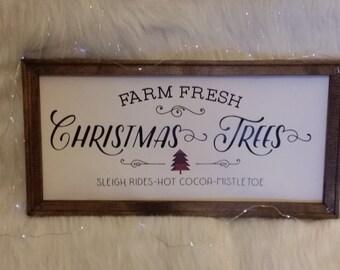 FARM FRESH
CHRISTMAS TREES
SLEIGH RIDES-HOT COCOA-MISTLETOE